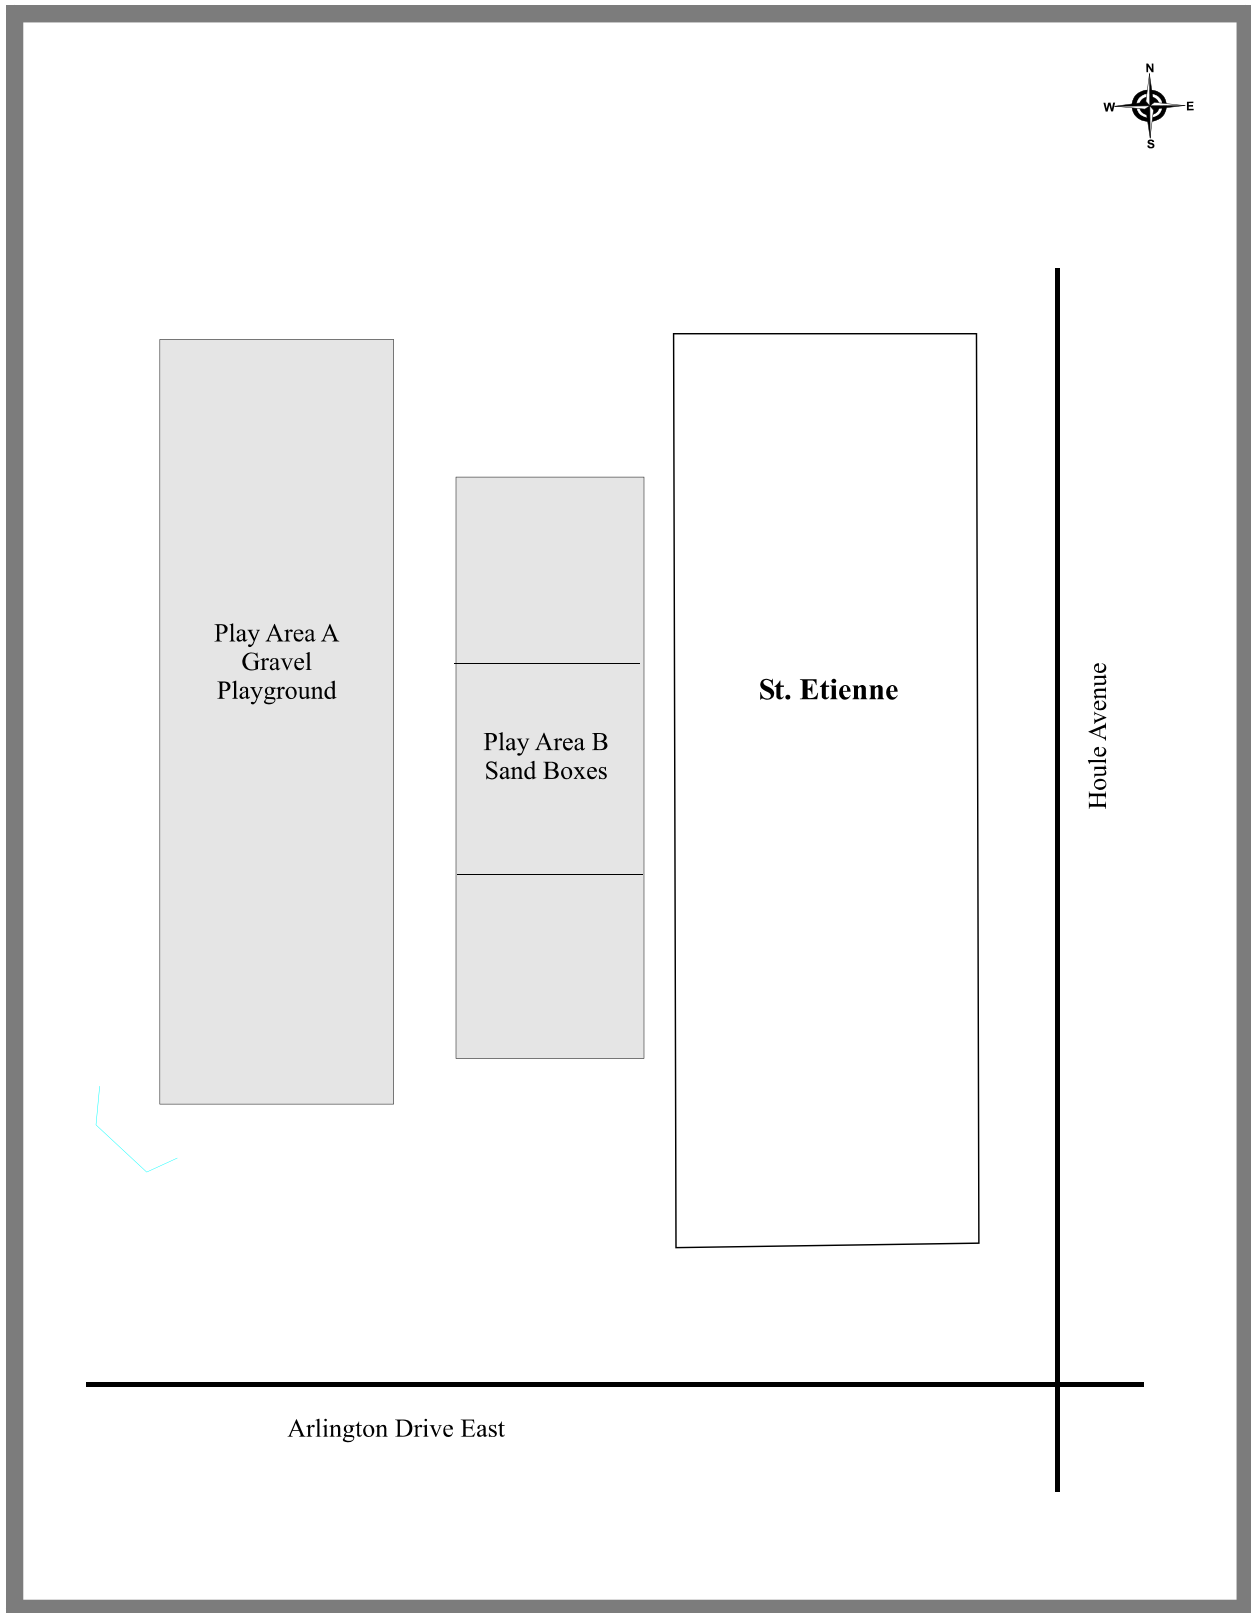 N
W E
S
Play Area A
Gravel
Playground
Play Area B
Sand Boxes
St. Etienne
Houle Avenue
Arlington Drive East